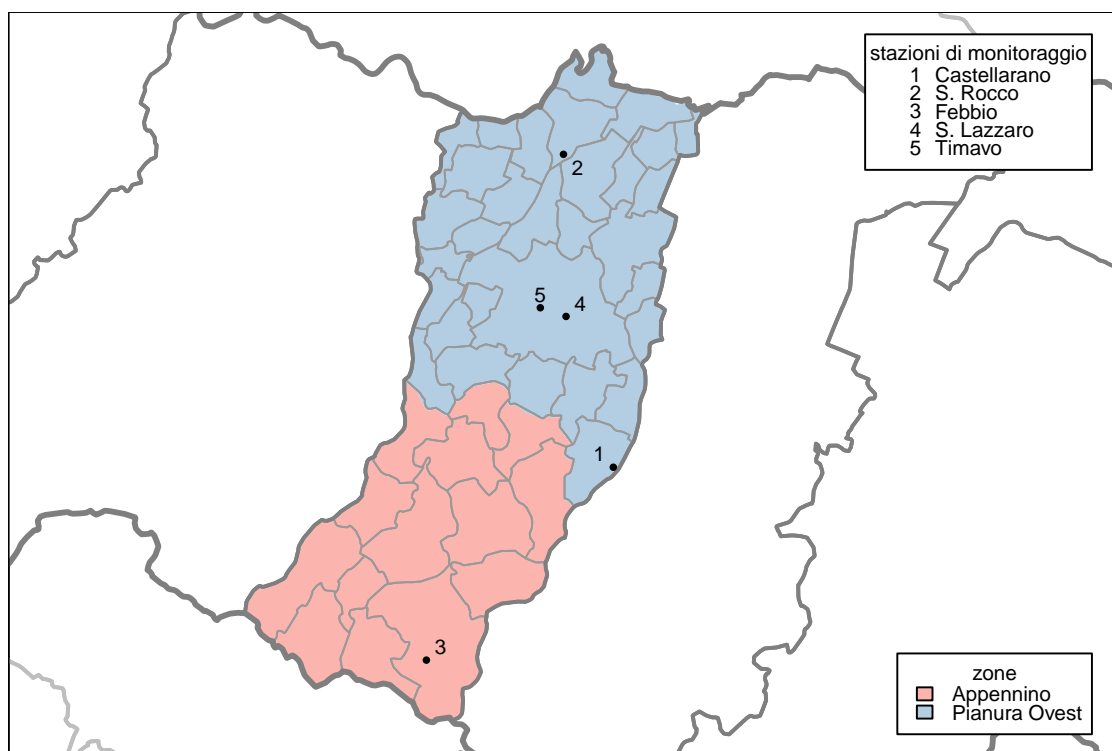 stazioni di monitoraggio
1 Castellarano
2 S. Rocco
3 Febbio
4 S. Lazzaro
5 Timavo
2
5
4
1
3
zone
Appennino
Pianura Ovest